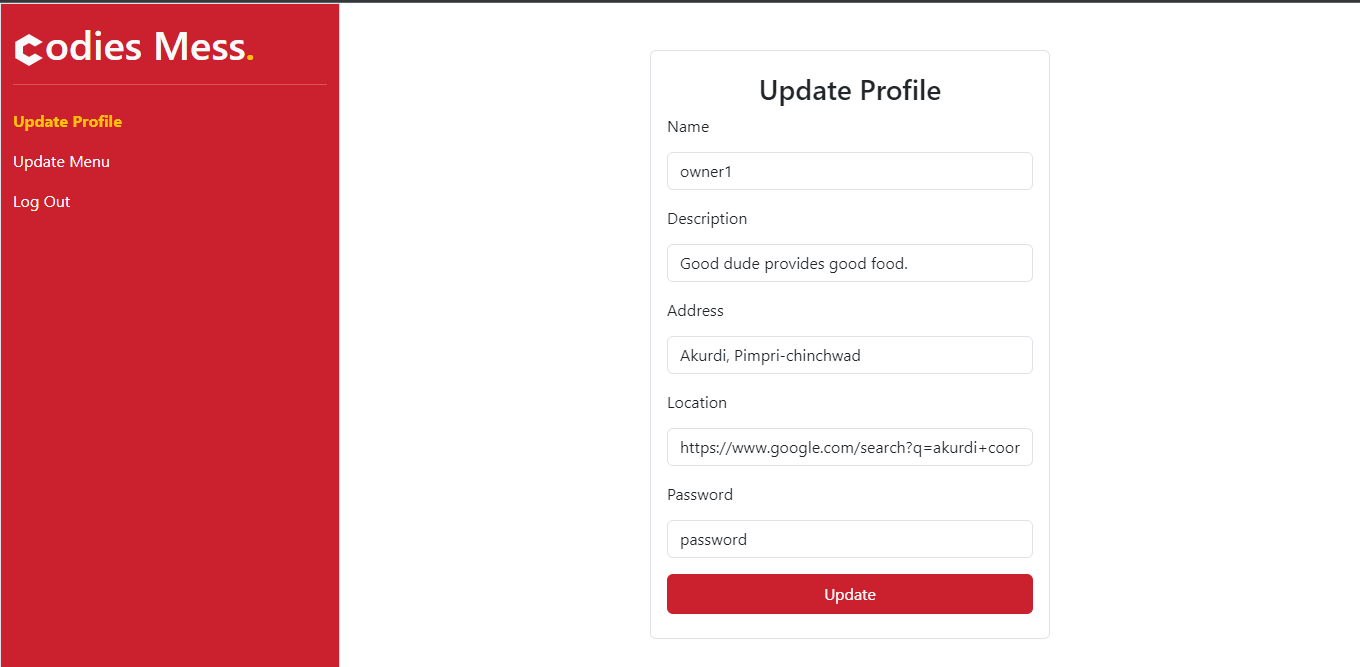 Codies Mess.
Update Profile
Update Menu
Log Out
Update Profile
Name
owner1
Description
Good dude provides good food.
Address
Akurdi, Pimpri-chinchwad
Location
https://www.google.com/search?q=akurdi+coor
Password
password
Update